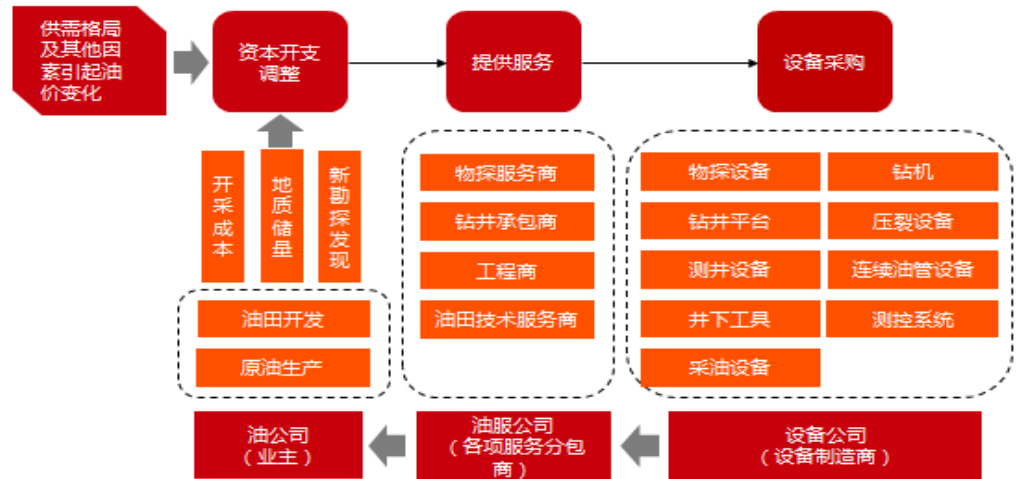 供需格局
及其他因
素引起油
价变化
资本开支
调整
提供服务
设备采购
开采成本
地质储量
新勘探发现
油田开发
原油生产
物探服务商
钻井承包商
工程商
油田技术服务商
物探设备
钻机
钻井平台
压裂设备
测井设备
连续油管设备
井下工具
测控系统
采油设备
油公司
（业主）
油服公司
（各项服务分包
商）
设备公司
（设备制造商）